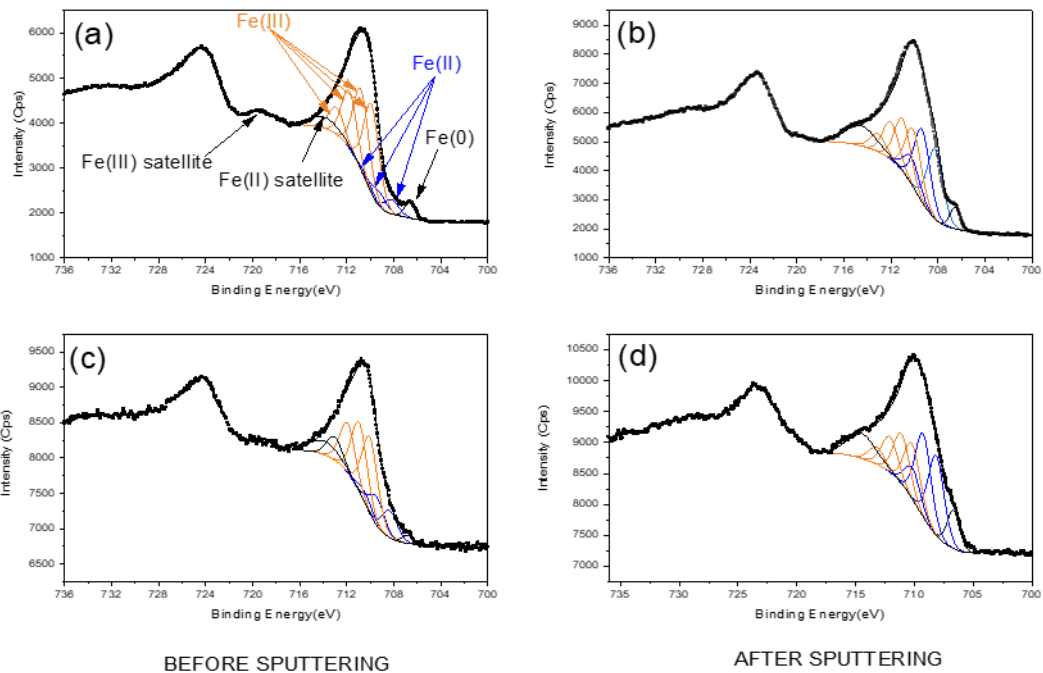 (a)
Fe(III)
Fe(II)
Fe(0)
Fe(III) satellite
Fe(II) satellite
Intensity (Cps)
6000
5000
4000
3000
2000
1000
736 732 728 724 720 716 712 708 704 700
Binding Energy(eV)
(b)
Intensity (Cps)
9000
8000
7000
6000
5000
4000
3000
2000
1000
736 732 728 724 720 716 712 708 704 700
Binding Energy(eV)
(c)
Intensity (Cps)
9500
9000
8500
8000
7500
7000
6500
736 732 728 724 720 716 712 708 704 700
Binding Energy(eV)
(d)
Intensity (Cps)
10500
10000
9500
9000
8500
8000
7500
7000
735 730 725 720 715 710 705 700
Binding Energy(eV)
BEFORE SPUTTERING
AFTER SPUTTERING